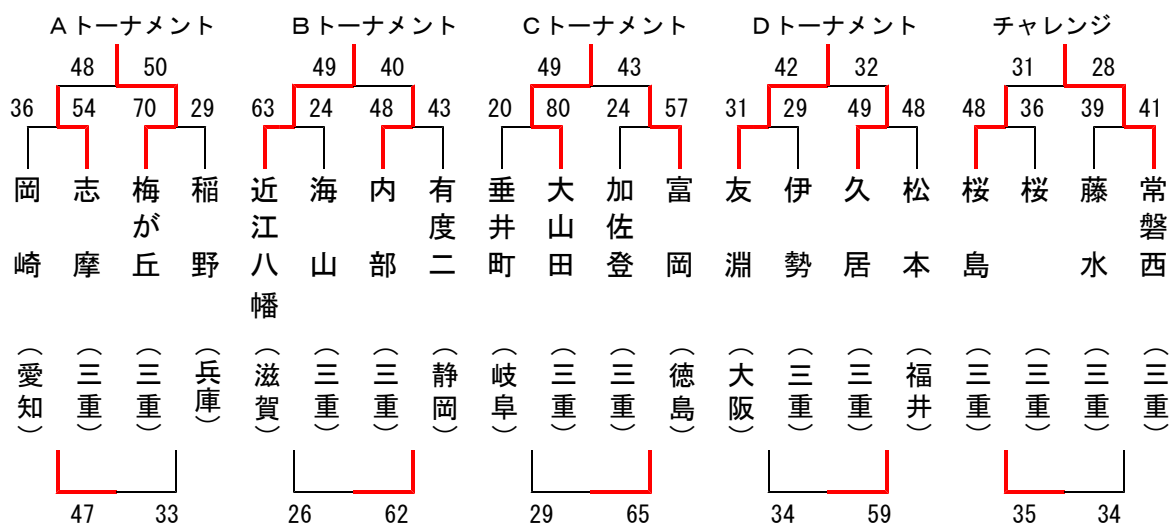 Aトーナメント Bトーナメント Cトーナメント Dトーナメント チャレンジ
48 50 49 40 49 43 42 32 31 28
36 54 70 29 63 24 48 43 20 80 24 57 31 29 49 48 48 36 39 41
岡崎
志摩
梅が丘
稲野
近江八幡
海山
内部
有度二
垂井町
大山田
加佐登
富岡
友淵
伊勢
久居
松本
桜島
桜
藤水
常磐西
(愛知)
(三重)
(三重)
(兵庫)
(滋賀)
(三重)
(三重)
(静岡)
(岐阜)
(三重)
(三重)
(徳島)
(大阪)
(三重)
(三重)
(福井)
(三重)
(三重)
(三重)
(三重)
47 33 26 62 29 65 34 59 35 34